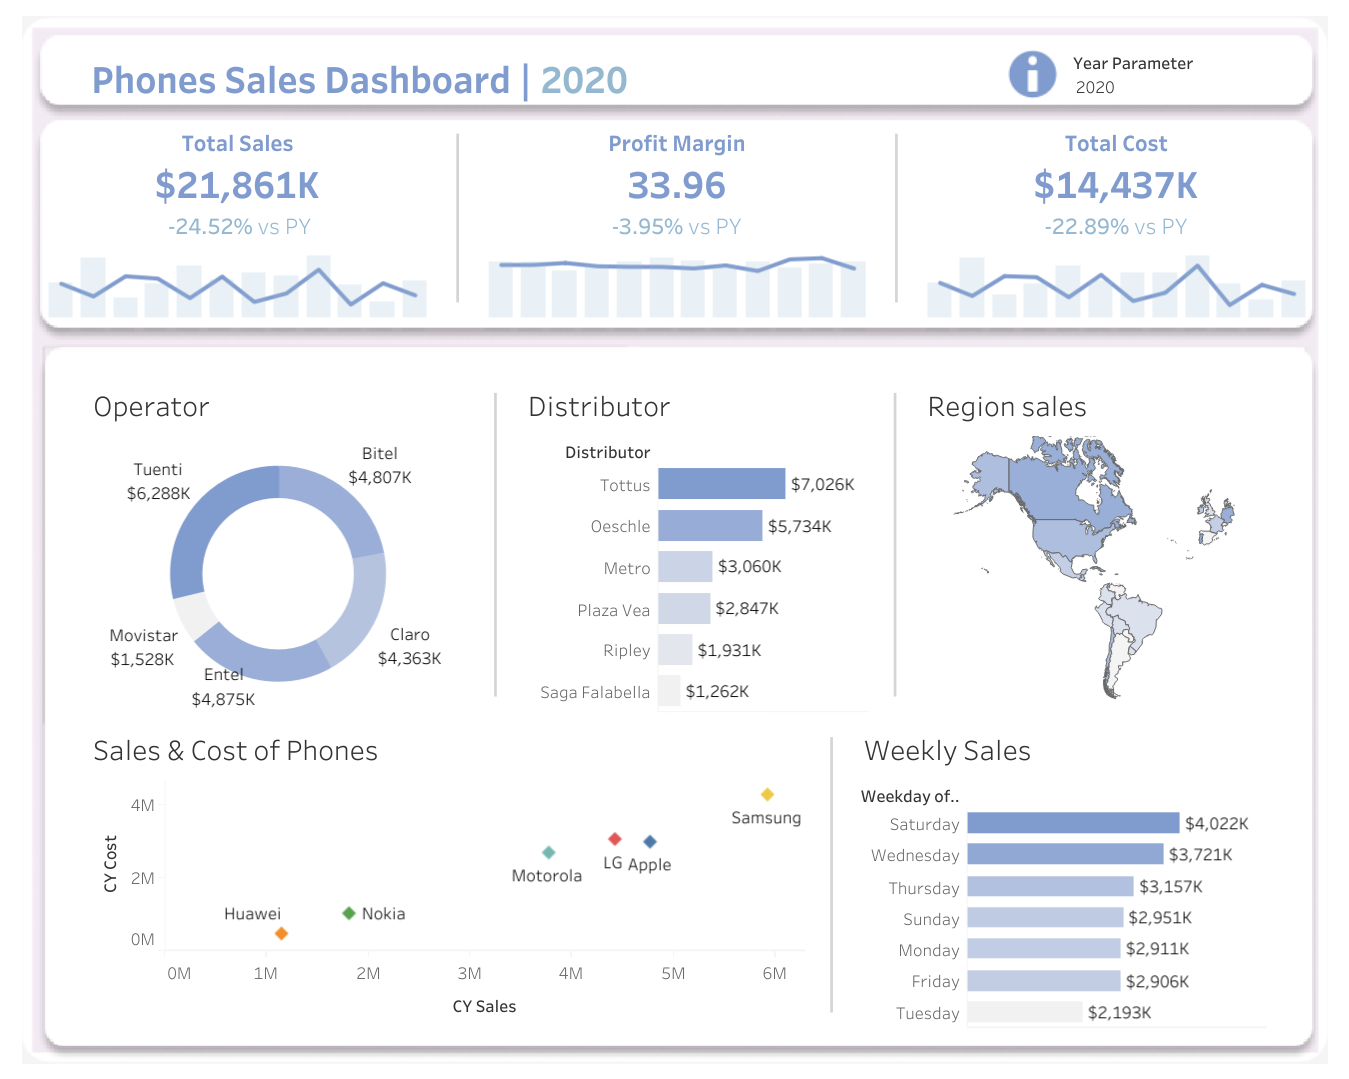 Phones Sales Dashboard | 2020
Year Parameter
2020
Total Sales
$21,861K
-24.52% vs PY
Profit Margin
33.96
-3.95% vs PY
Total Cost
$14,437K
-22.89% vs PY
Operator
Bitel
$4,807K
Tuenti
$6,288K
Claro
$4,363K
Movistar
$1,528K
Entel
$4,875K
Distributor
Distributor
Tottus $7,026K
Oeschle $5,734K
Metro $3,060K
Plaza Vea $2,847K
Ripley $1,931K
Saga Falabella $1,262K
Region sales
Sales & Cost of Phones
CY Cost
4M
2M
0M
Samsung
LG Apple
Motorola
Huawei
Nokia
0M 1M 2M 3M 4M 5M 6M
CY Sales
Weekly Sales
Weekday of..
Saturday $4,022K
Wednesday $3,721K
Thursday $3,157K
Sunday $2,951K
Monday $2,911K
Friday $2,906K
Tuesday $2,193K